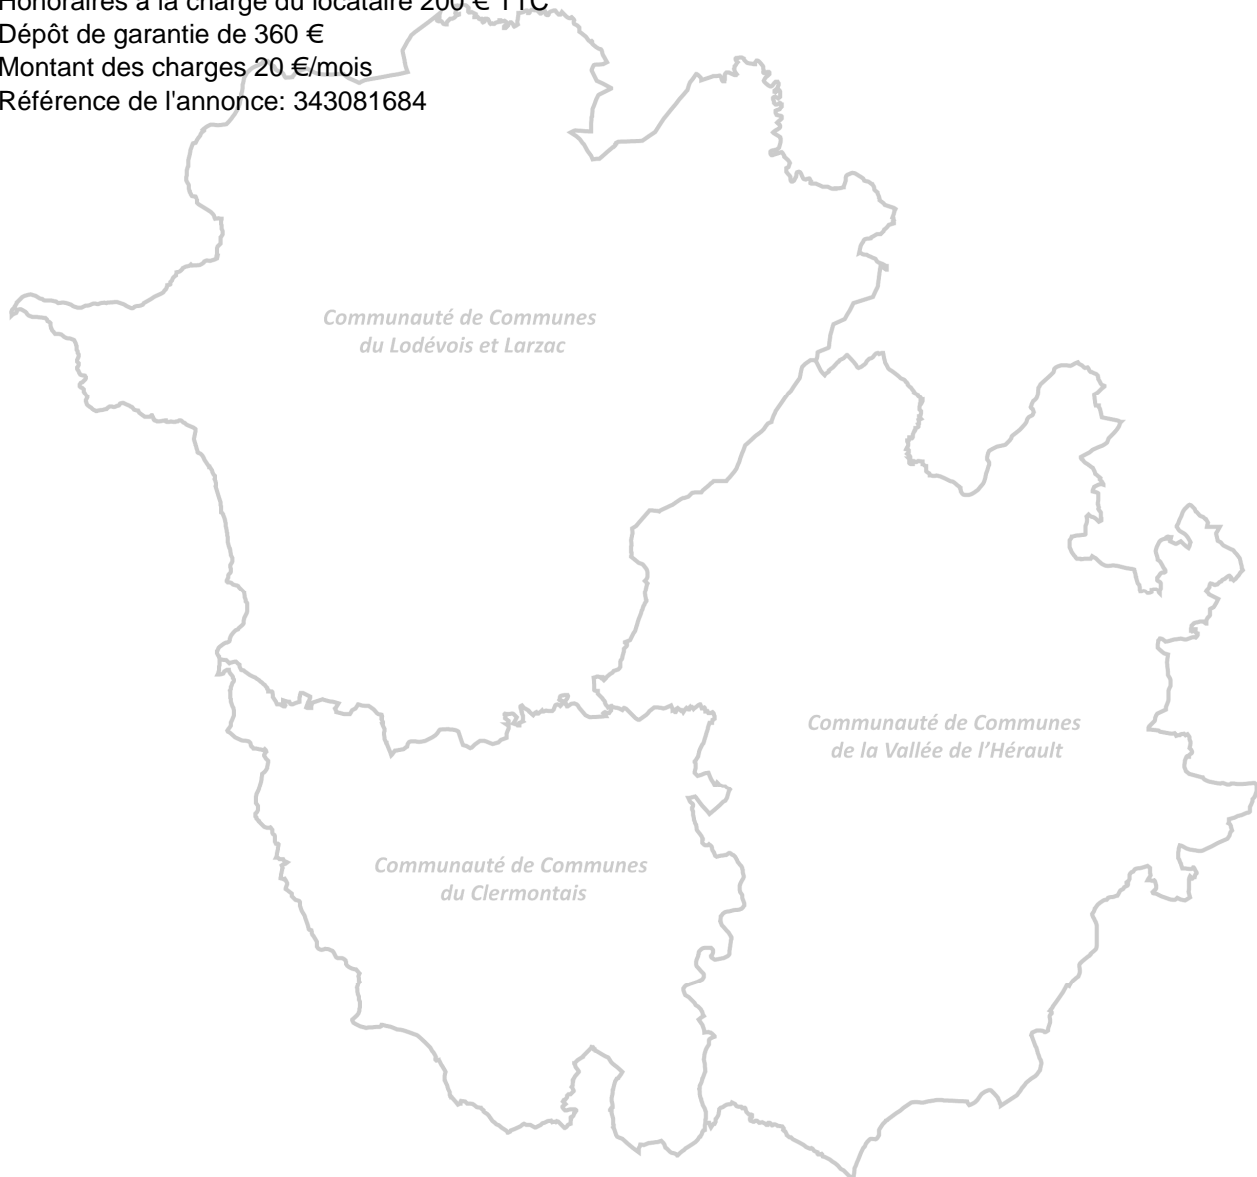 Honoraires à la charge du locataire 200 € TTC
Dépôt de garantie de 360 €
Montant des charges 20 €/mois
Référence de l'annonce: 343081684
Communauté de Communes
du Lodévois et Larzac
Communauté de Communes
de la Vallée de l’Hérault
Communauté de Communes
du Clermontais